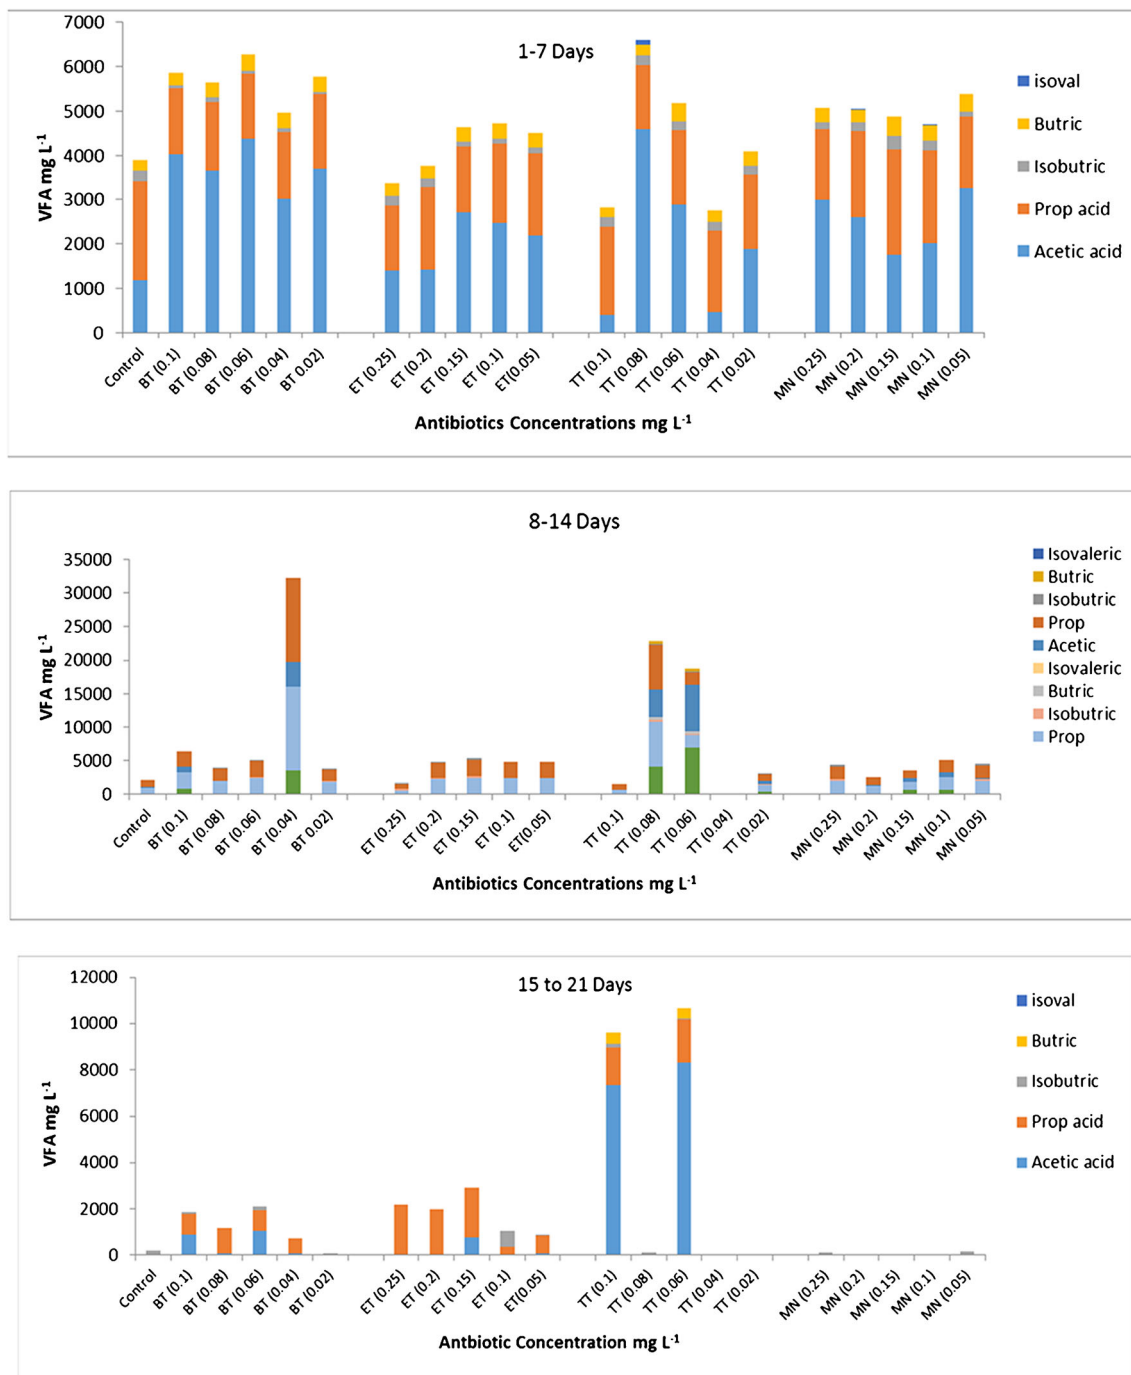 1-7 Days
7000
6000
5000
4000
3000
2000
1000
0
VFA mg L-1
Control
BT (0.1)
BT (0.08)
BT (0.06)
BT (0.04)
BT 0.02)
ET (0.25)
ET (0.2)
ET (0.15)
ET (0.1)
ET(0.05)
TT (0.1)
TT (0.08)
TT (0.06)
TT (0.04)
TT (0.02)
MN (0.25)
MN (0.2)
MN (0.15)
MN (0.1)
MN (0.05)
Antibiotics Concentrations mg L-1
isoval
Butric
Isobutric
Prop acid
Acetic acid
8-14 Days
35000
30000
25000
20000
15000
10000
5000
0
VFA mg L-1
Control
BT (0.1)
BT (0.08)
BT (0.06)
BT (0.04)
BT 0.02)
ET (0.25)
ET (0.2)
ET (0.15)
ET (0.1)
ET(0.05)
TT (0.1)
TT (0.08)
TT (0.06)
TT (0.04)
TT (0.02)
MN (0.25)
MN (0.2)
MN (0.15)
MN (0.1)
MN (0.05)
Antibiotics Concentrations mg L-1
Isovaleric
Butric
Isobutric
Prop
Acetic
Isovaleric
Butric
Isobutric
Prop
15 to 21 Days
12000
10000
8000
6000
4000
2000
0
VFA mg L-1
Control
BT (0.1)
BT (0.08)
BT (0.06)
BT (0.04)
BT (0.02)
ET (0.25)
ET (0.2)
ET (0.15)
ET (0.1)
ET(0.05)
TT (0.1)
TT (0.08)
TT (0.06)
TT (0.04)
TT (0.02)
MN (0.25)
MN (0.2)
MN (0.15)
MN (0.1)
MN (0.05)
Antbiotic Concentration mg L-1
isoval
Butric
Isobutric
Prop acid
Acetic acid